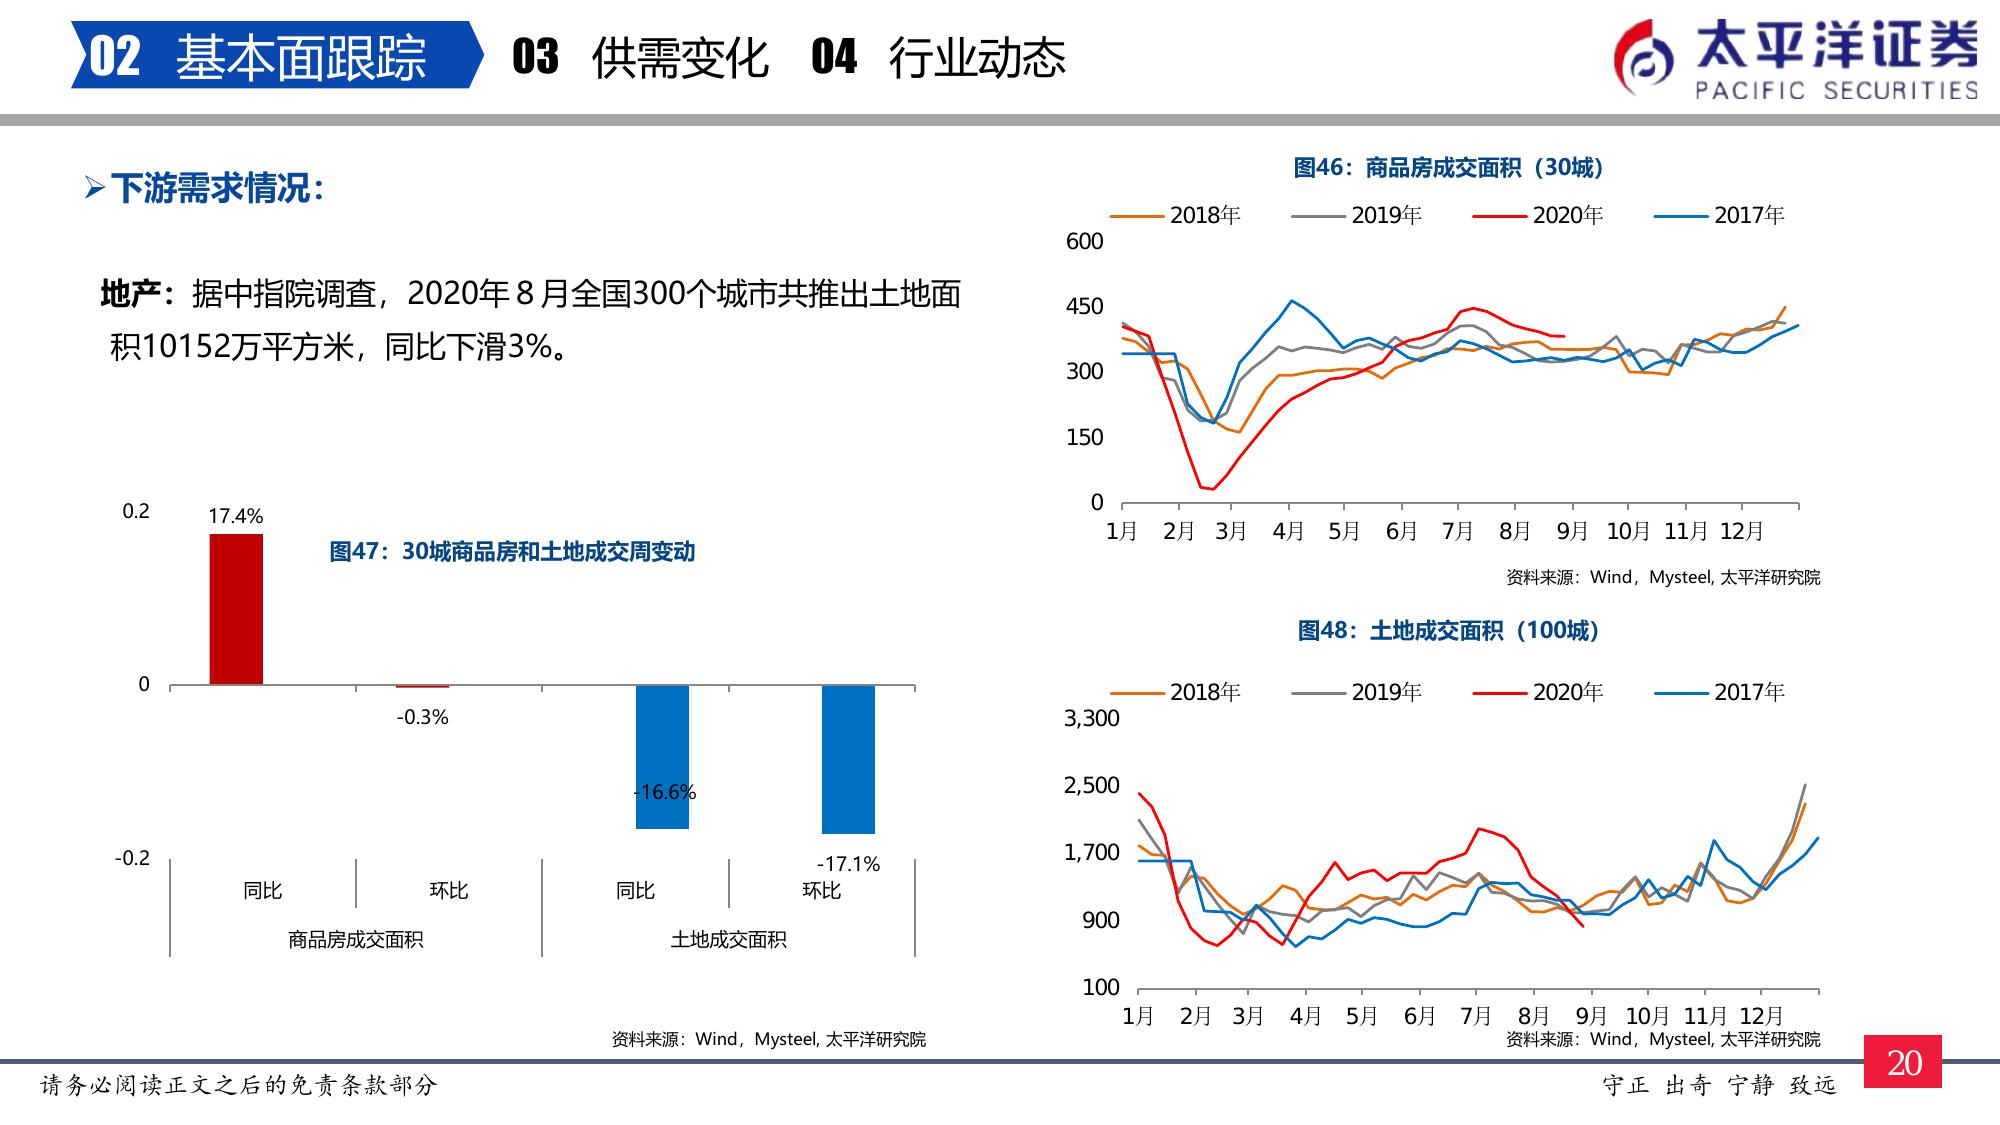 02 基本面跟踪 03 供需变化 04 行业动态
太平洋证券
PACIFIC SECURITIES
➢下游需求情况：
地产：据中指院调查，2020年８月全国300个城市共推出土地面
积10152万平方米，同比下滑3%。
图47：30城商品房和土地成交周变动
0.2
0
-0.2
17.4%
-0.3%
-16.6%
-17.1%
同比 环比 同比 环比
商品房成交面积 土地成交面积
资料来源：Wind，Mysteel, 太平洋研究院
图46：商品房成交面积（30城）
2018年 2019年 2020年 2017年
600
450
300
150
0
1月 2月 3月 4月 5月 6月 7月 8月 9月 10月 11月 12月
资料来源：Wind，Mysteel, 太平洋研究院
图48：土地成交面积（100城）
2018年 2019年 2020年 2017年
3,300
2,500
1,700
900
100
1月 2月 3月 4月 5月 6月 7月 8月 9月 10月 11月 12月
资料来源：Wind，Mysteel, 太平洋研究院
请务必阅读正文之后的免责条款部分
守正 出奇 宁静 致远
20